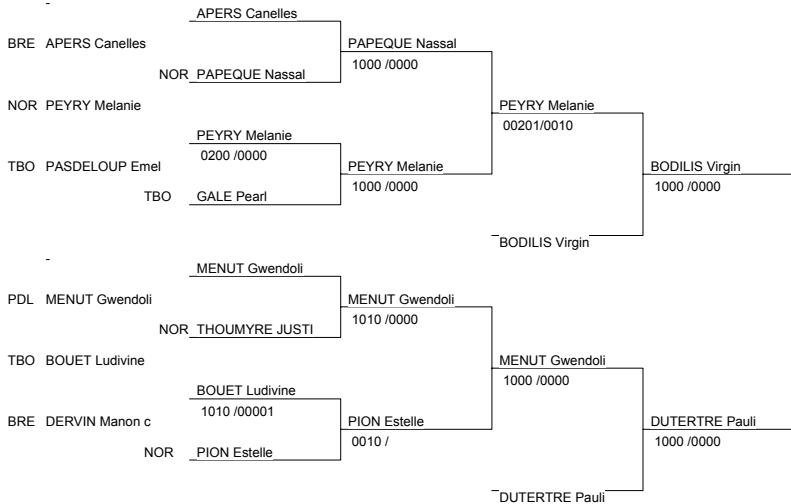 -
APERS Canelles
BRE APERS Canelles PAPEQUE Nassal
1000 /0000
NOR PAPEQUE Nassal
NOR PEYRY Melanie PEYRY Melanie
00201/0010
PEYRY Melanie
0200 /0000
TBO PASDELOUP Emel PEYRY Melanie BODILIS Virgin
1000 /0000 1000 /0000
TBO GALE Pearl
BODILIS Virgin
-
MENUT Gwendoli
PDL MENUT Gwendoli MENUT Gwendoli
1010 /0000
NOR THOUMYRE JUSTI
TBO BOUET Ludivine MENUT Gwendoli
1000 /0000
BOUET Ludivine
1010 /00001
BRE DERVIN Manon c PION Estelle DUTERTRE Pauli
0010 / 1000 /0000
NOR PION Estelle
DUTERTRE Pauli